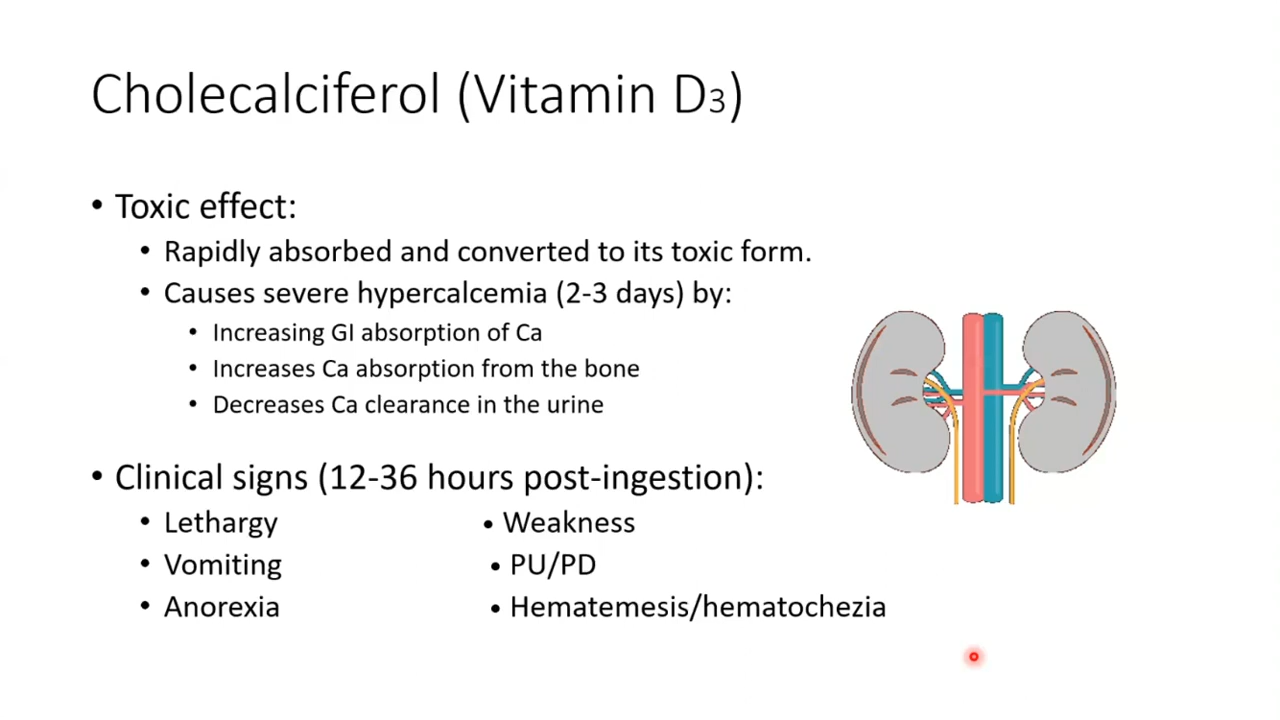 Cholecalciferol (Vitamin D3)
• Toxic effect:
• Rapidly absorbed and converted to its toxic form.
• Causes severe hypercalcemia (2-3 days) by:
• Increasing GI absorption of Ca
• Increases Ca absorption from the bone
• Decreases Ca clearance in the urine
• Clinical signs (12-36 hours post-ingestion):
• Lethargy • Weakness
• Vomiting • PU/PD
• Anorexia • Hematemesis/hematochezia